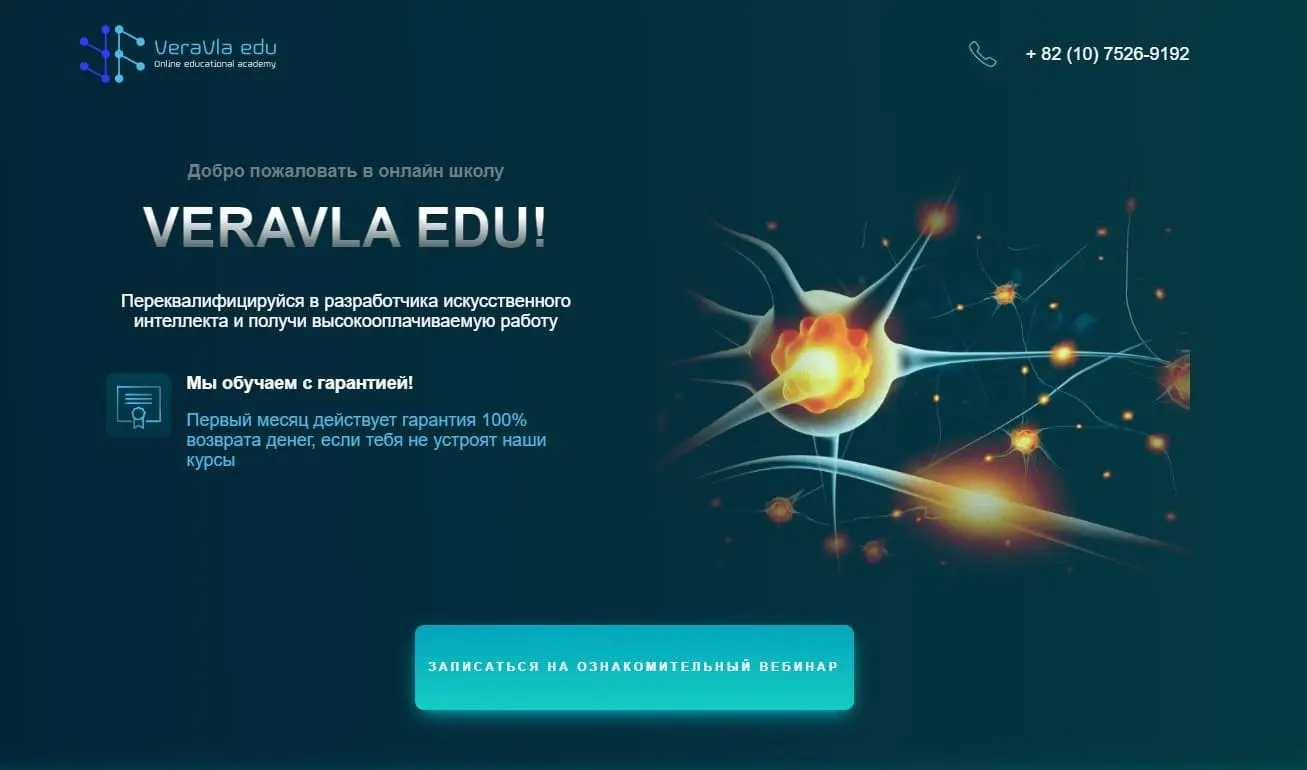 VeraVla edu
Online educational academy
+ 82 (10) 7526-9192
Добро пожаловать в онлайн школу
VERAVLA EDU!
Переквалифицируйся в разработчика искусственного
интеллекта и получи высокооплачиваемую работу
Мы обучаем с гарантией!
Первый месяц действует гарантия 100%
возврата денег, если тебя не устроят наши
курсы
ЗАПИСАТЬСЯ НА ОЗНАКОМИТЕЛЬНЫЙ ВЕБИНАР